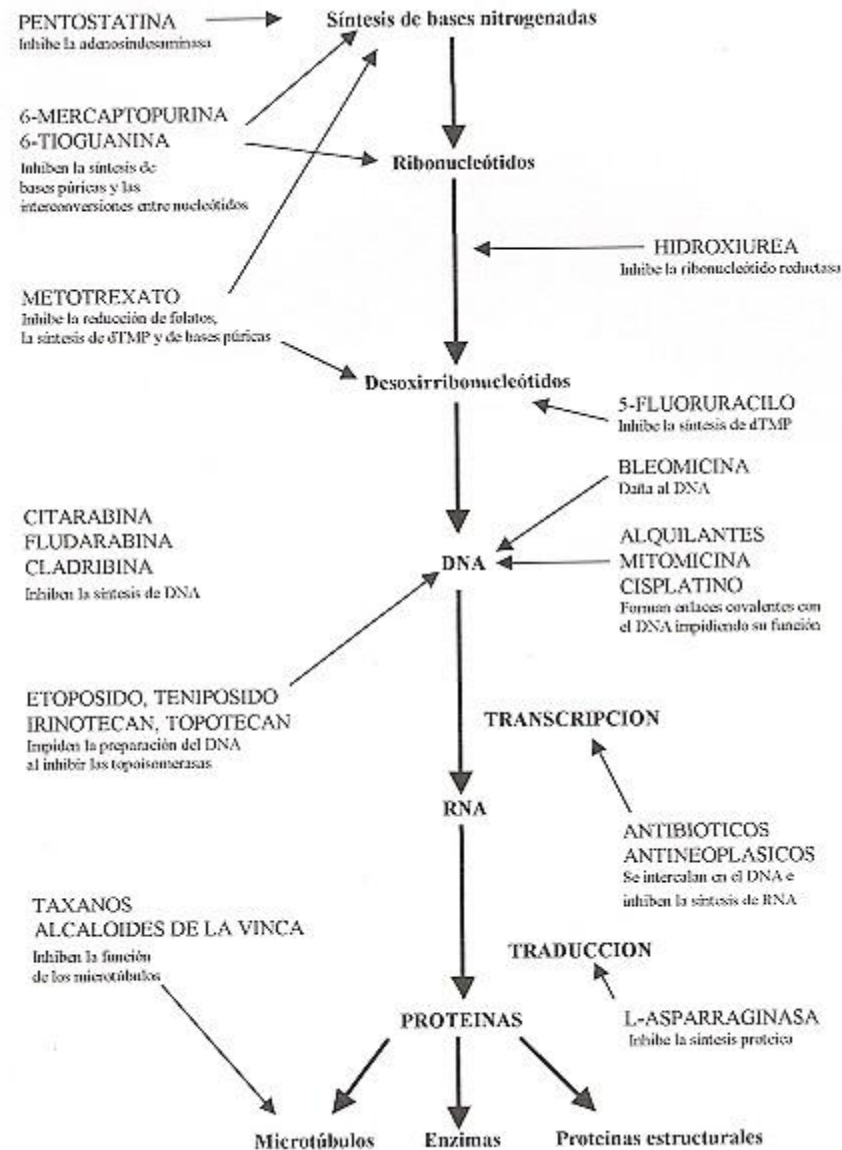 PENTOSTATINA
Inhibe la adenosindesaminasa
Síntesis de bases nitrogenadas
6-MERCAPTOPURINA
6-TIOGUANINA
Inhiben la síntesis de
bases púricas y las
interconversiones entre nucleótidos
Ribonucleótidos
HIDROXIUREA
Inhibe la ribonucleótido reductasa
METOTREXATO
Inhibe la reducción de folatos,
la síntesis de dTMP y de bases púricas
Desoxirribonucleótidos
5-FLUORURACILO
Inhibe la síntesis de dTMP
BLEOMICINA
Daña al DNA
CITARABINA
FLUDARABINA
CLADRIBINA
Inhiben la síntesis de DNA
DNA
ALQUILANTES
MITOMICINA
CISPLATINO
Forman enlaces covalentes con
el DNA impidiendo su función
ETOPOSIDO, TENIPOSIDO
IRINOTECAN, TOPOTECAN
Impiden la preparación del DNA
al inhibir las topoisomerasas
TRANSCRIPCION
RNA
ANTIBIOTICOS
ANTINEOPLASICOS
Se intercalan en el DNA e
inhiben la síntesis de RNA
TAXANOS
ALCALOIDES DE LA VINCA
Inhiben la función
de los microtúbulos
TRADUCCION
PROTEINAS
L-ASPARRAGINASA
Inhibe la síntesis proteica
Microtúbulos
Enzimas
Proteinas estructurales